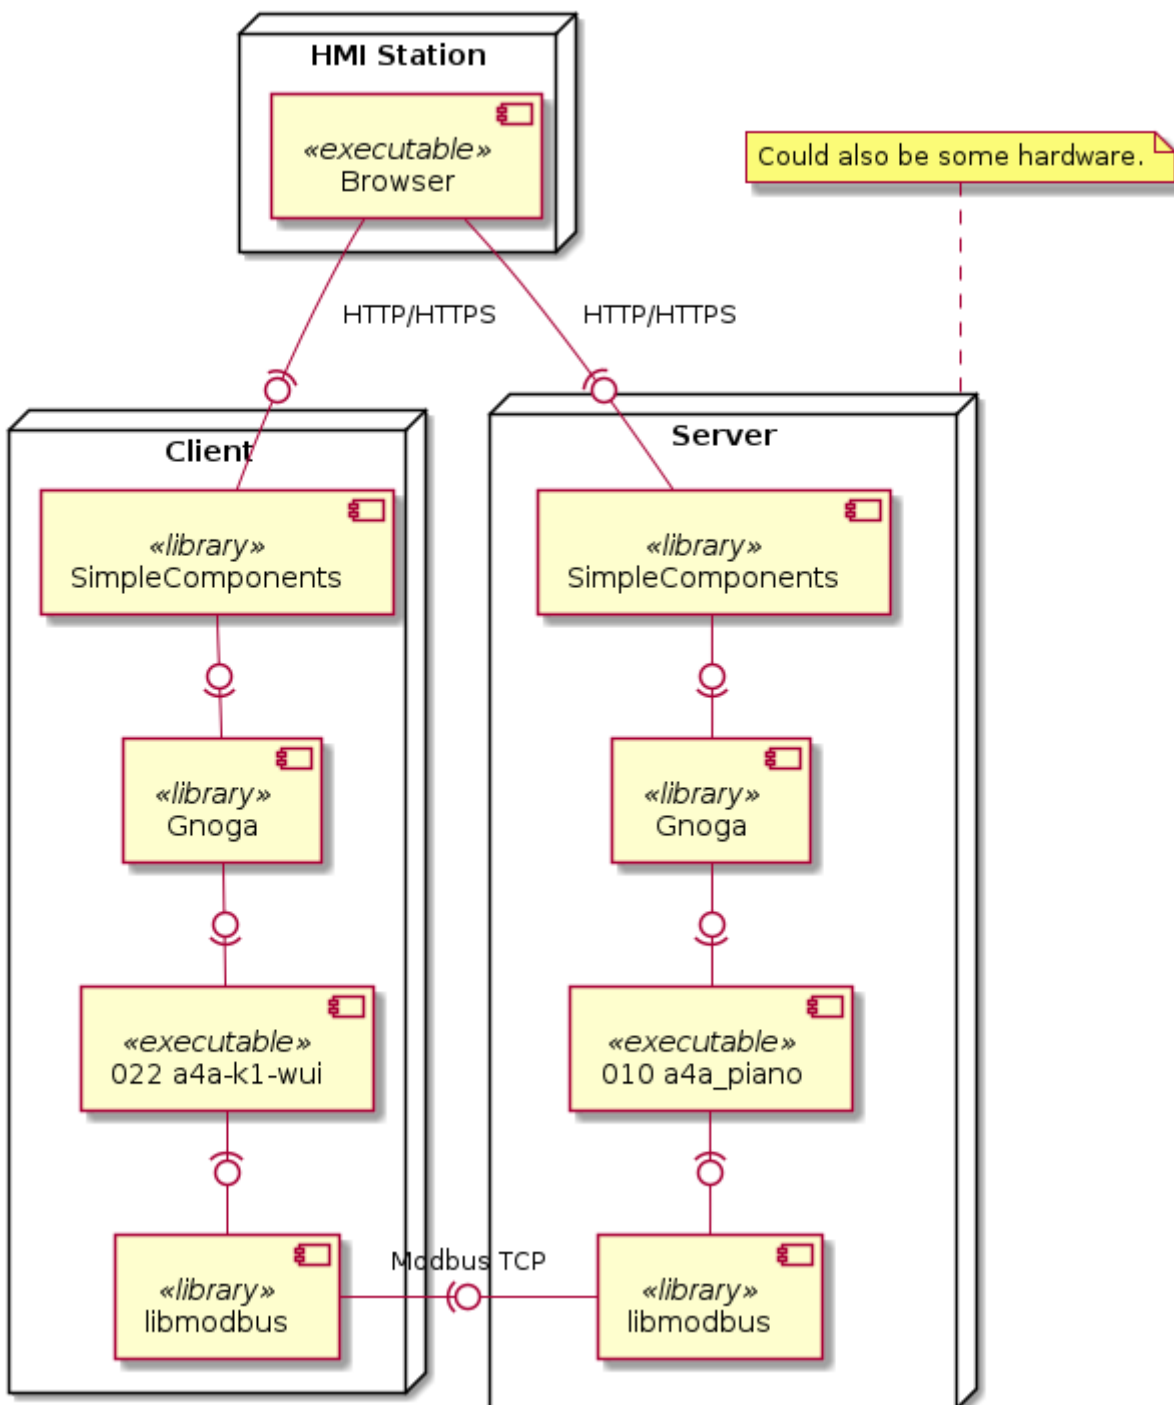 HMI Station
«executable»
Browser
Could also be some hardware.
HTTP/HTTPS
HTTP/HTTPS
Client
«library»
SimpleComponents
«library»
Gnoga
«executable»
022 a4a-k1-wui
«library»
libmodbus
Modbus TCP
Server
«library»
SimpleComponents
«library»
Gnoga
«executable»
010 a4a_piano
«library»
libmodbus